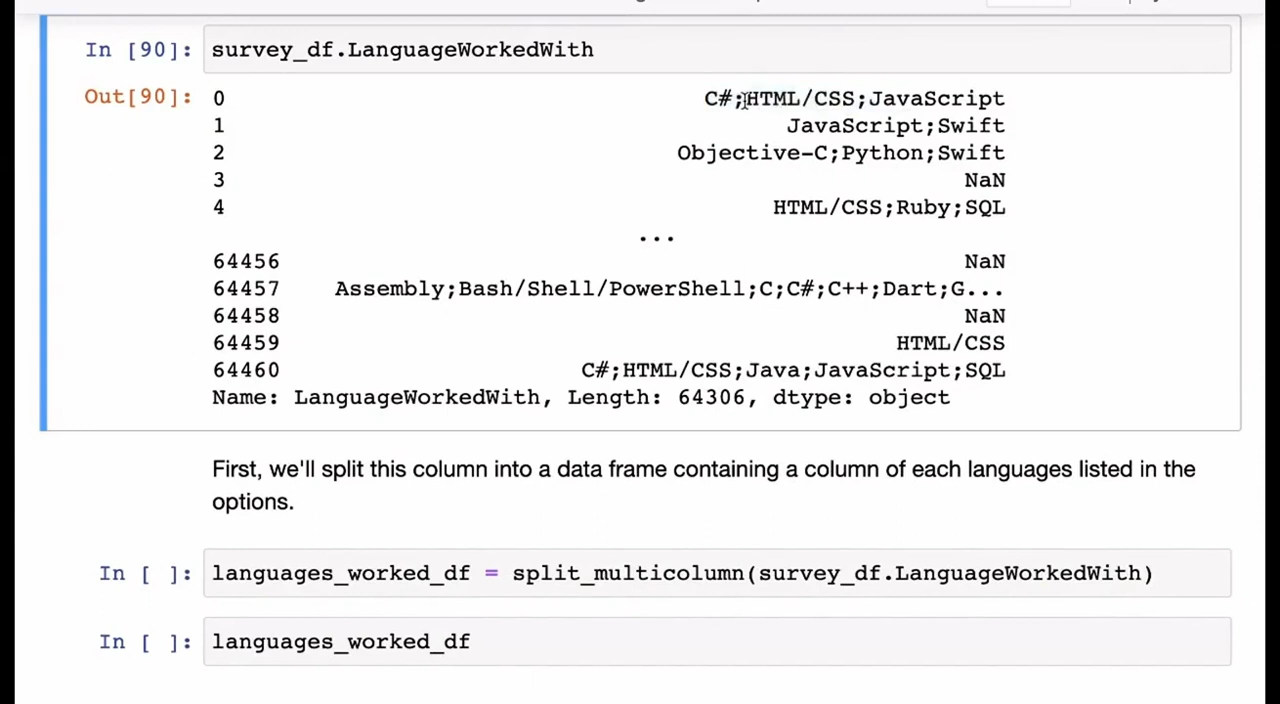 In [90]: survey_df.LanguageWorkedWith
Out[90]: 0 C#;HTML/CSS;JavaScript
1 JavaScript;Swift
2 Objective-C;Python;Swift
3 NaN
4 HTML/CSS;Ruby;SQL
...
64456 NaN
64457 Assembly;Bash/Shell/PowerShell;C;C#;C++;Dart;G...
64458 NaN
64459 HTML/CSS
64460 C#;HTML/CSS;Java;JavaScript;SQL
Name: LanguageWorkedWith, Length: 64306, dtype: object
First, we'll split this column into a data frame containing a column of each languages listed in the
options.
In [ ]: languages_worked_df = split_multicolumn(survey_df.LanguageWorkedWith)
In [ ]: languages_worked_df